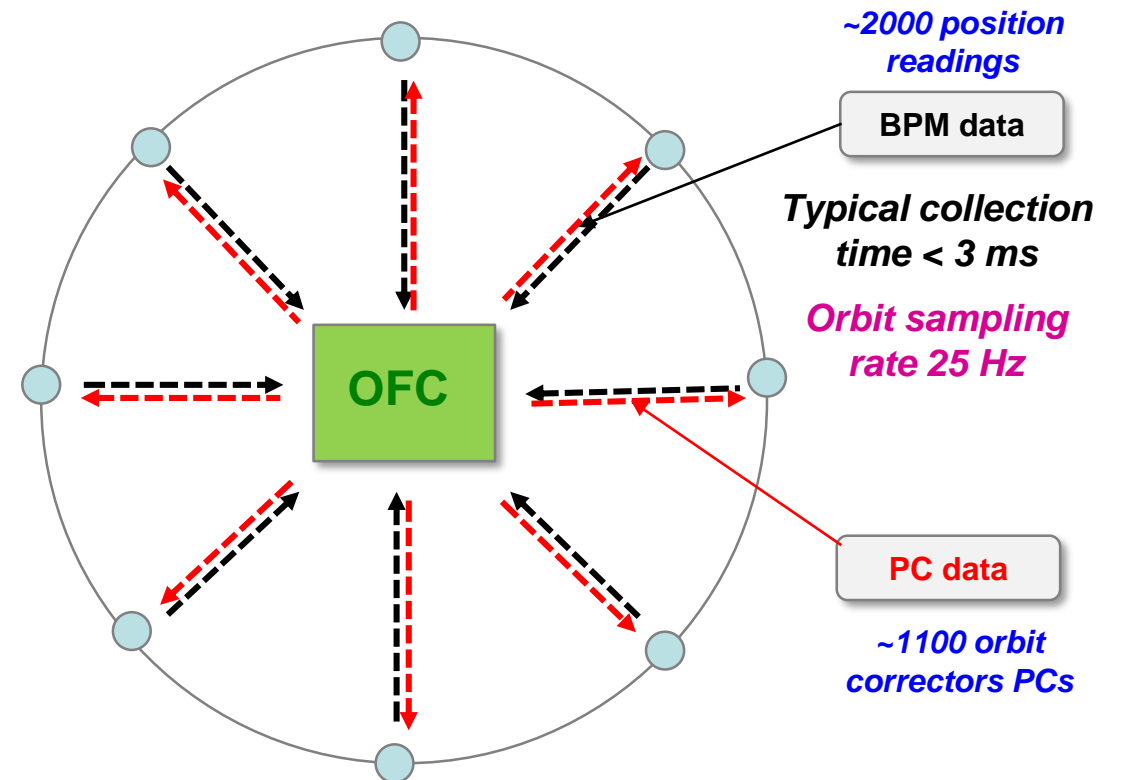 ~2000 position
readings
BPM data
Typical collection
time < 3 ms
Orbit sampling
rate 25 Hz
OFC
PC data
~1100 orbit
correctors PCs